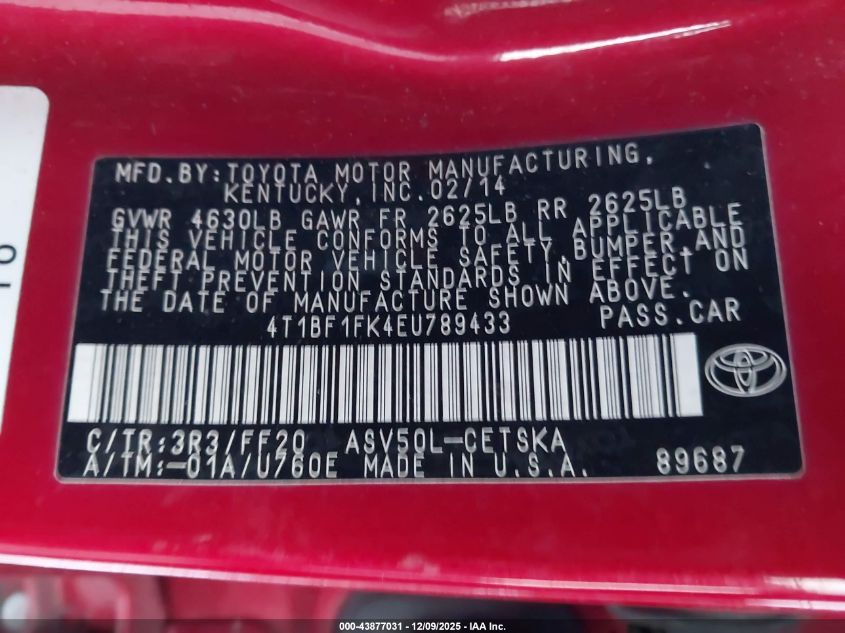 MFD.BY:TOYOTA MOTOR MANUFACTURING,
KENTUCKY, INC. 02/14
GVWR 4630LB GAWR FR 2625LB RR 2625LB
THIS VEHICLE CONFORMS TO ALL APPLICABLE
FEDERAL MOTOR VEHICLE SAFETY, BUMPER, AND
THEFT PREVENTION STANDARDS IN EFFECT ON
THE DATE OF MANUFACTURE SHOWN ABOVE.
4T1BF1FK4EU789433 PASS.CAR
C/TR:3R3/FF20 ASV50L-CETSKA
A/TM:-01A/U760E MADE IN U.S.A. 89687
000-43877031 | 12/09/2025 | IAA Inc.